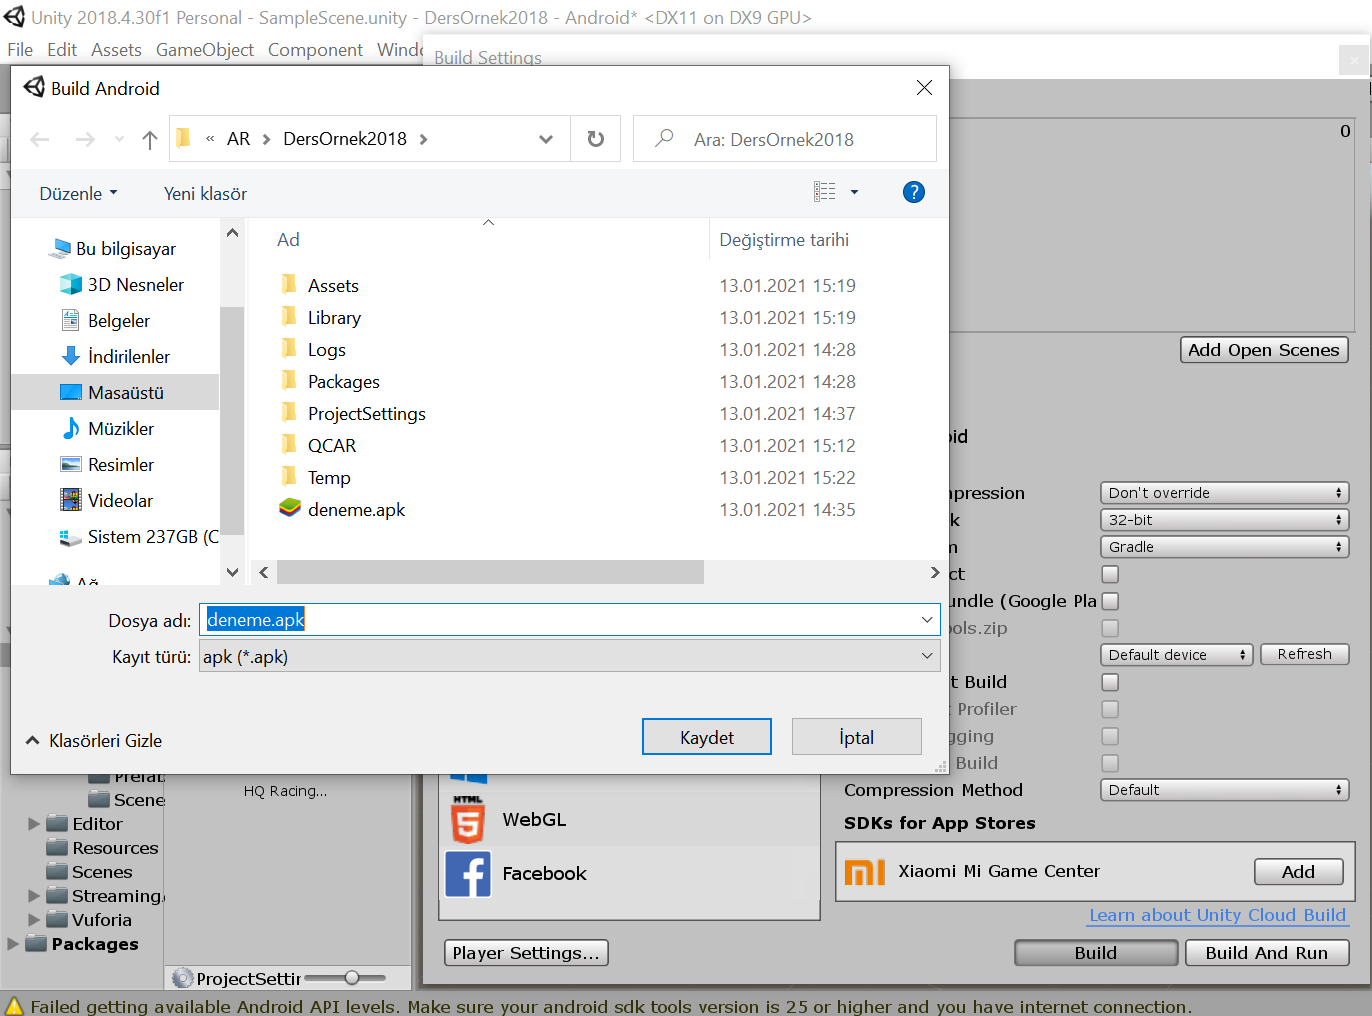 Unity 2018.4.30f1 Personal - SampleScene.unity - DersOrnek2018 - Android* <DX11 on DX9 GPU>
File Edit Assets GameObject Component
Build Settings
Build Android
« AR > DersOrnek2018 >
Ara: DersOrnek2018
0
Düzenle
Yeni klasör
?
Ad
Değiştirme tarihi
Bu bilgisayar
3D Nesneler
Belgeler
İndirilenler
Masaüstü
Müzikler
Resimler
Videolar
Sistem 237GB (C
Ağ
Assets 13.01.2021 15:19
Library 13.01.2021 15:19
Logs 13.01.2021 14:28
Packages 13.01.2021 14:28
ProjectSettings 13.01.2021 14:37
QCAR 13.01.2021 15:12
Temp 13.01.2021 15:22
deneme.apk 13.01.2021 14:35
Dosya adı: deneme.apk
Kayıt türü: apk (*.apk)
Klasörleri Gizle
Kaydet
İptal
Add Open Scenes
Don't override
32-bit
Gradle
(Google Pla
Default device
Refresh
Build
Profiler
Build
Compression Method
Default
SDKs for App Stores
Xiaomi Mi Game Center
Add
Learn about Unity Cloud Build
Build
Build And Run
HTML
5
WebGL
Facebook
Player Settings...
HQ Racing...
Scene
Editor
Resources
Scenes
Streaming
Vuforia
Packages
ProjectSettir
Failed getting available Android API levels. Make sure your android sdk tools version is 25 or higher and you have internet connection.